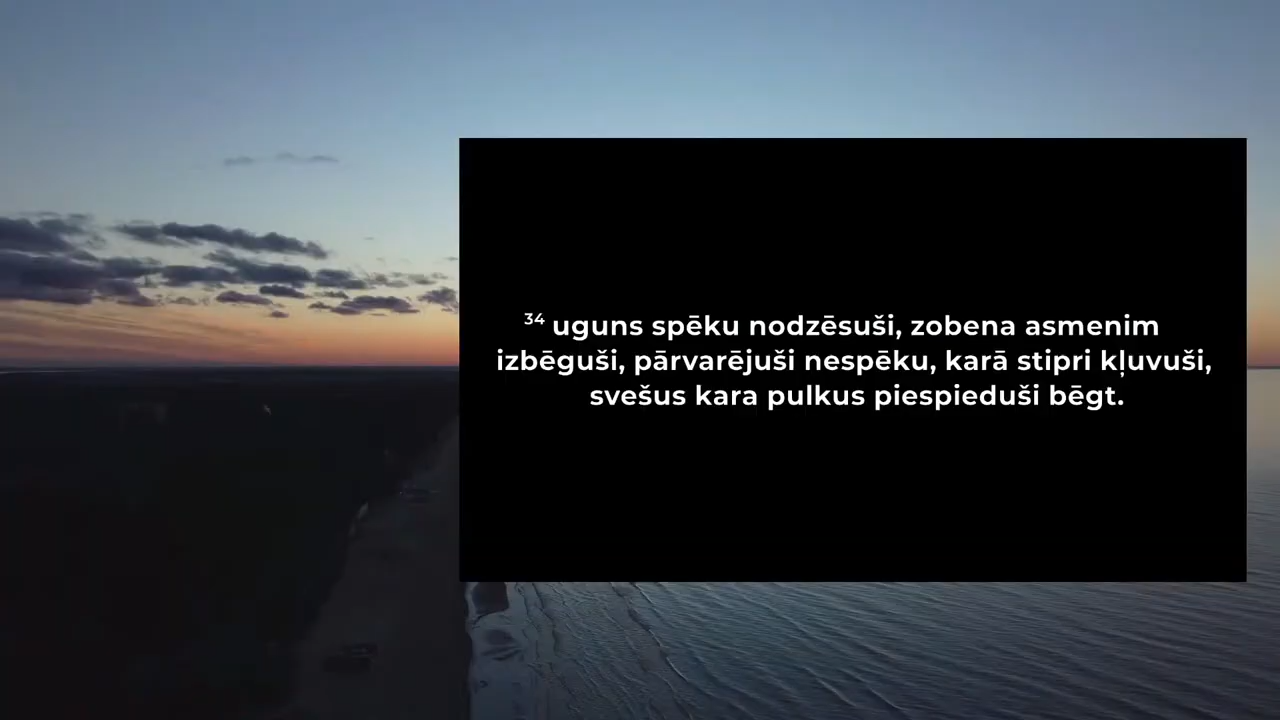 34 uguns spēku nodzēsuši, zobena asmenim
izbēguši, pārvarējuši nespēku, karā stipri kļuvuši,
svešus kara pulkus piespieduši bēgt.